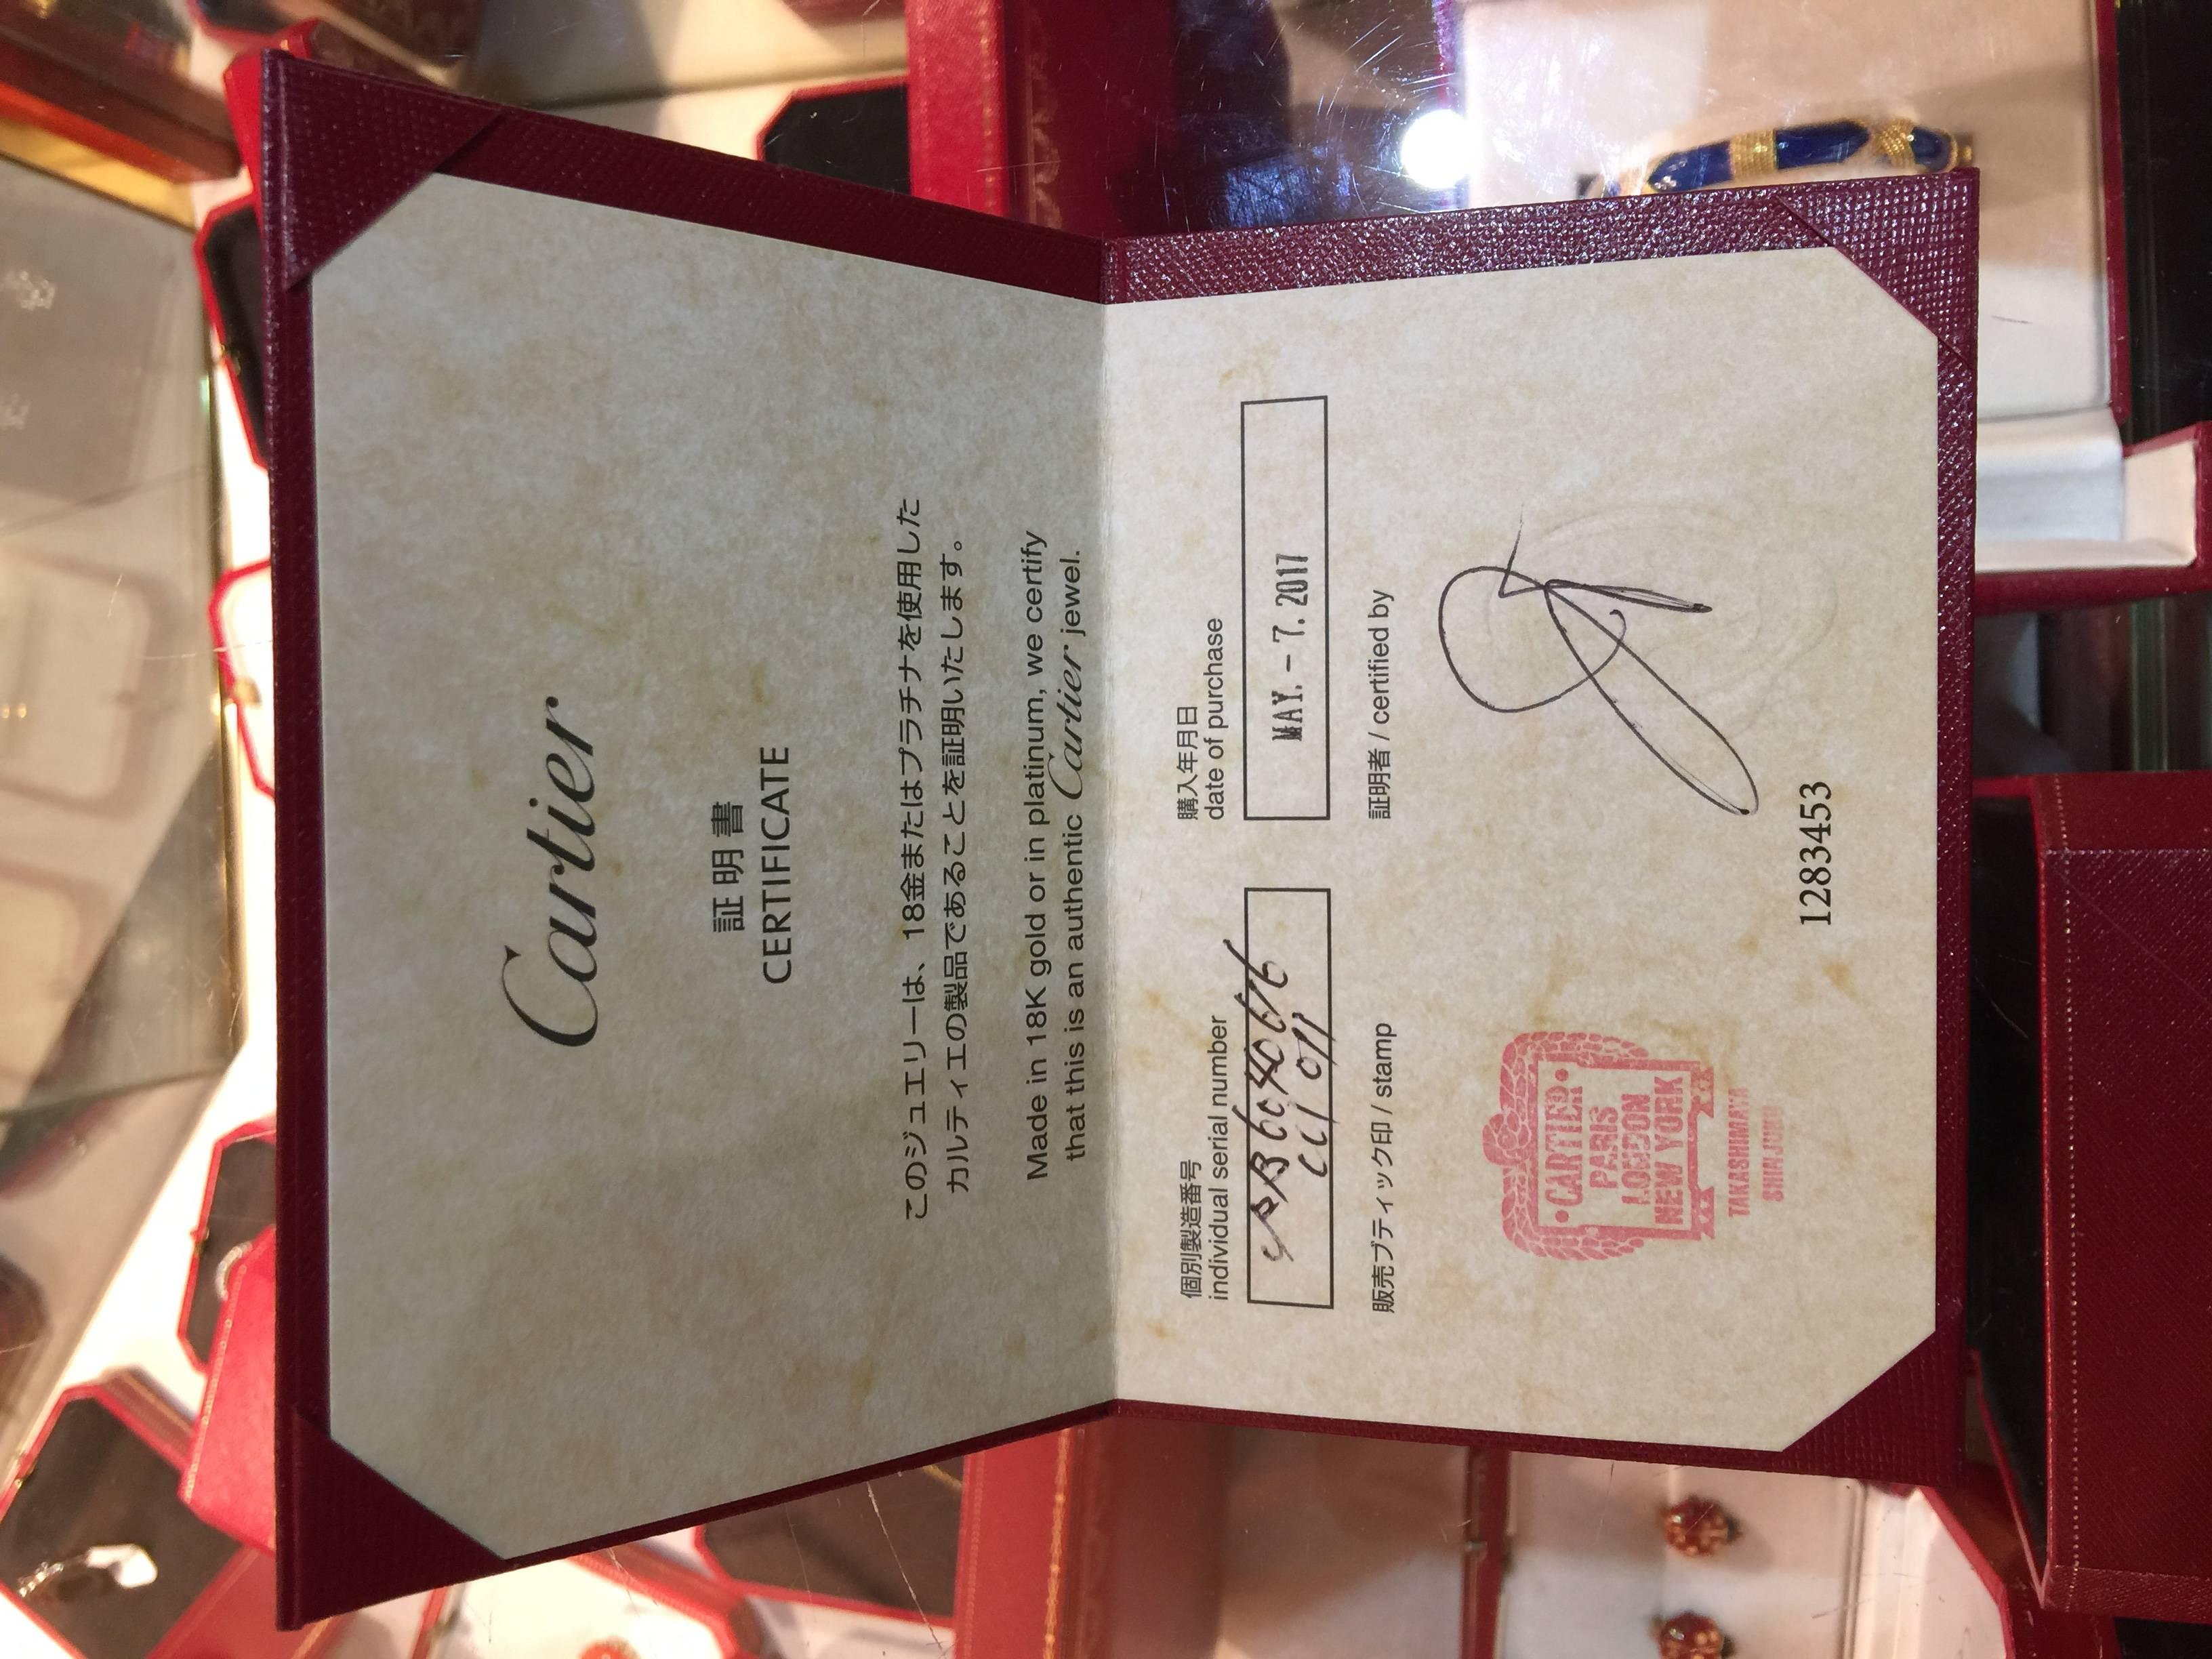 Cartier
証明書
CERTIFICATE
このジュエリーは、18金またはプラチナを使用した
カルティエの製品であることを証明いたします。
Made in 18K gold or in platinum, we certify
that this is an authentic Cartier jewel.
個別製造番号
individual serial number
購入年月日
date of purchase
MAY. - 7. 2017
販売ブティック印 / stamp
証明者 / certified by
CARTIER
PARIS
LONDON
NEW YORK
TAKASHIMAYA
SHINJUKU
1283453